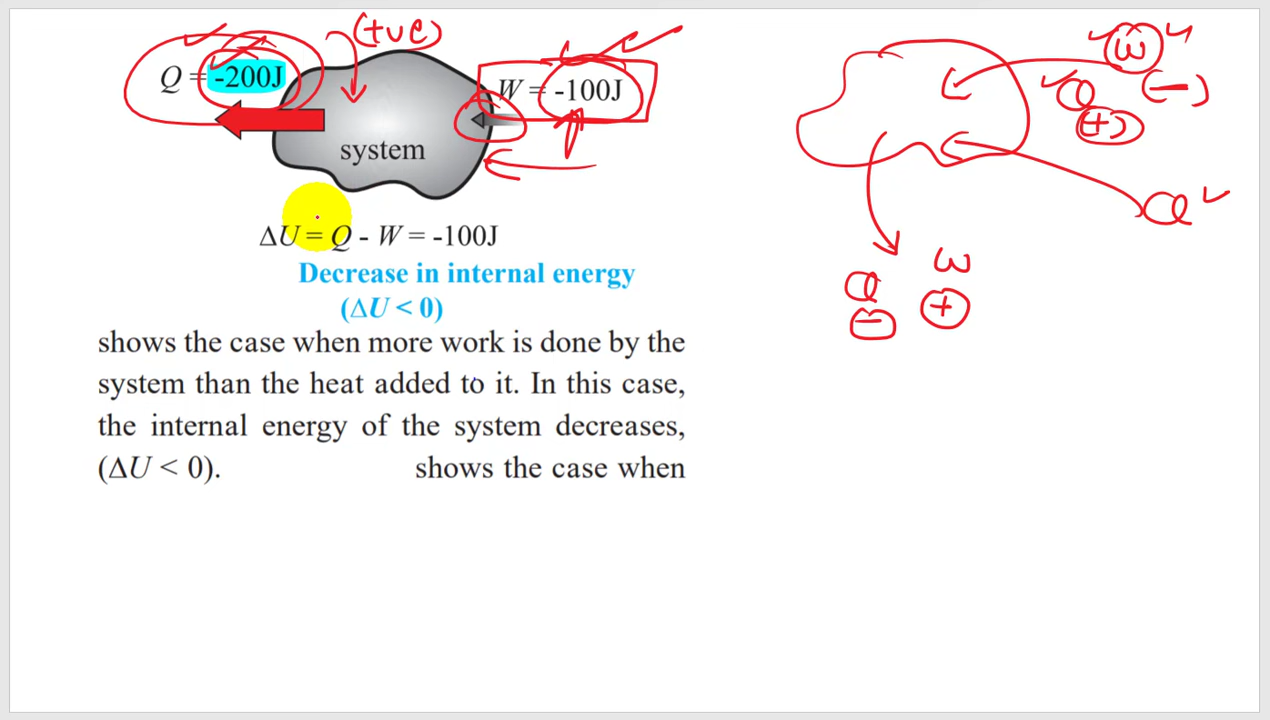 (+ve)
Q = -200J
W = -100J
system
ΔU = Q - W = -100J
Decrease in internal energy
(ΔU < 0)
shows the case when more work is done by the
system than the heat added to it. In this case,
the internal energy of the system decreases,
(ΔU < 0). shows the case when
W
Q (−)
(+)
Q
Q W
− +